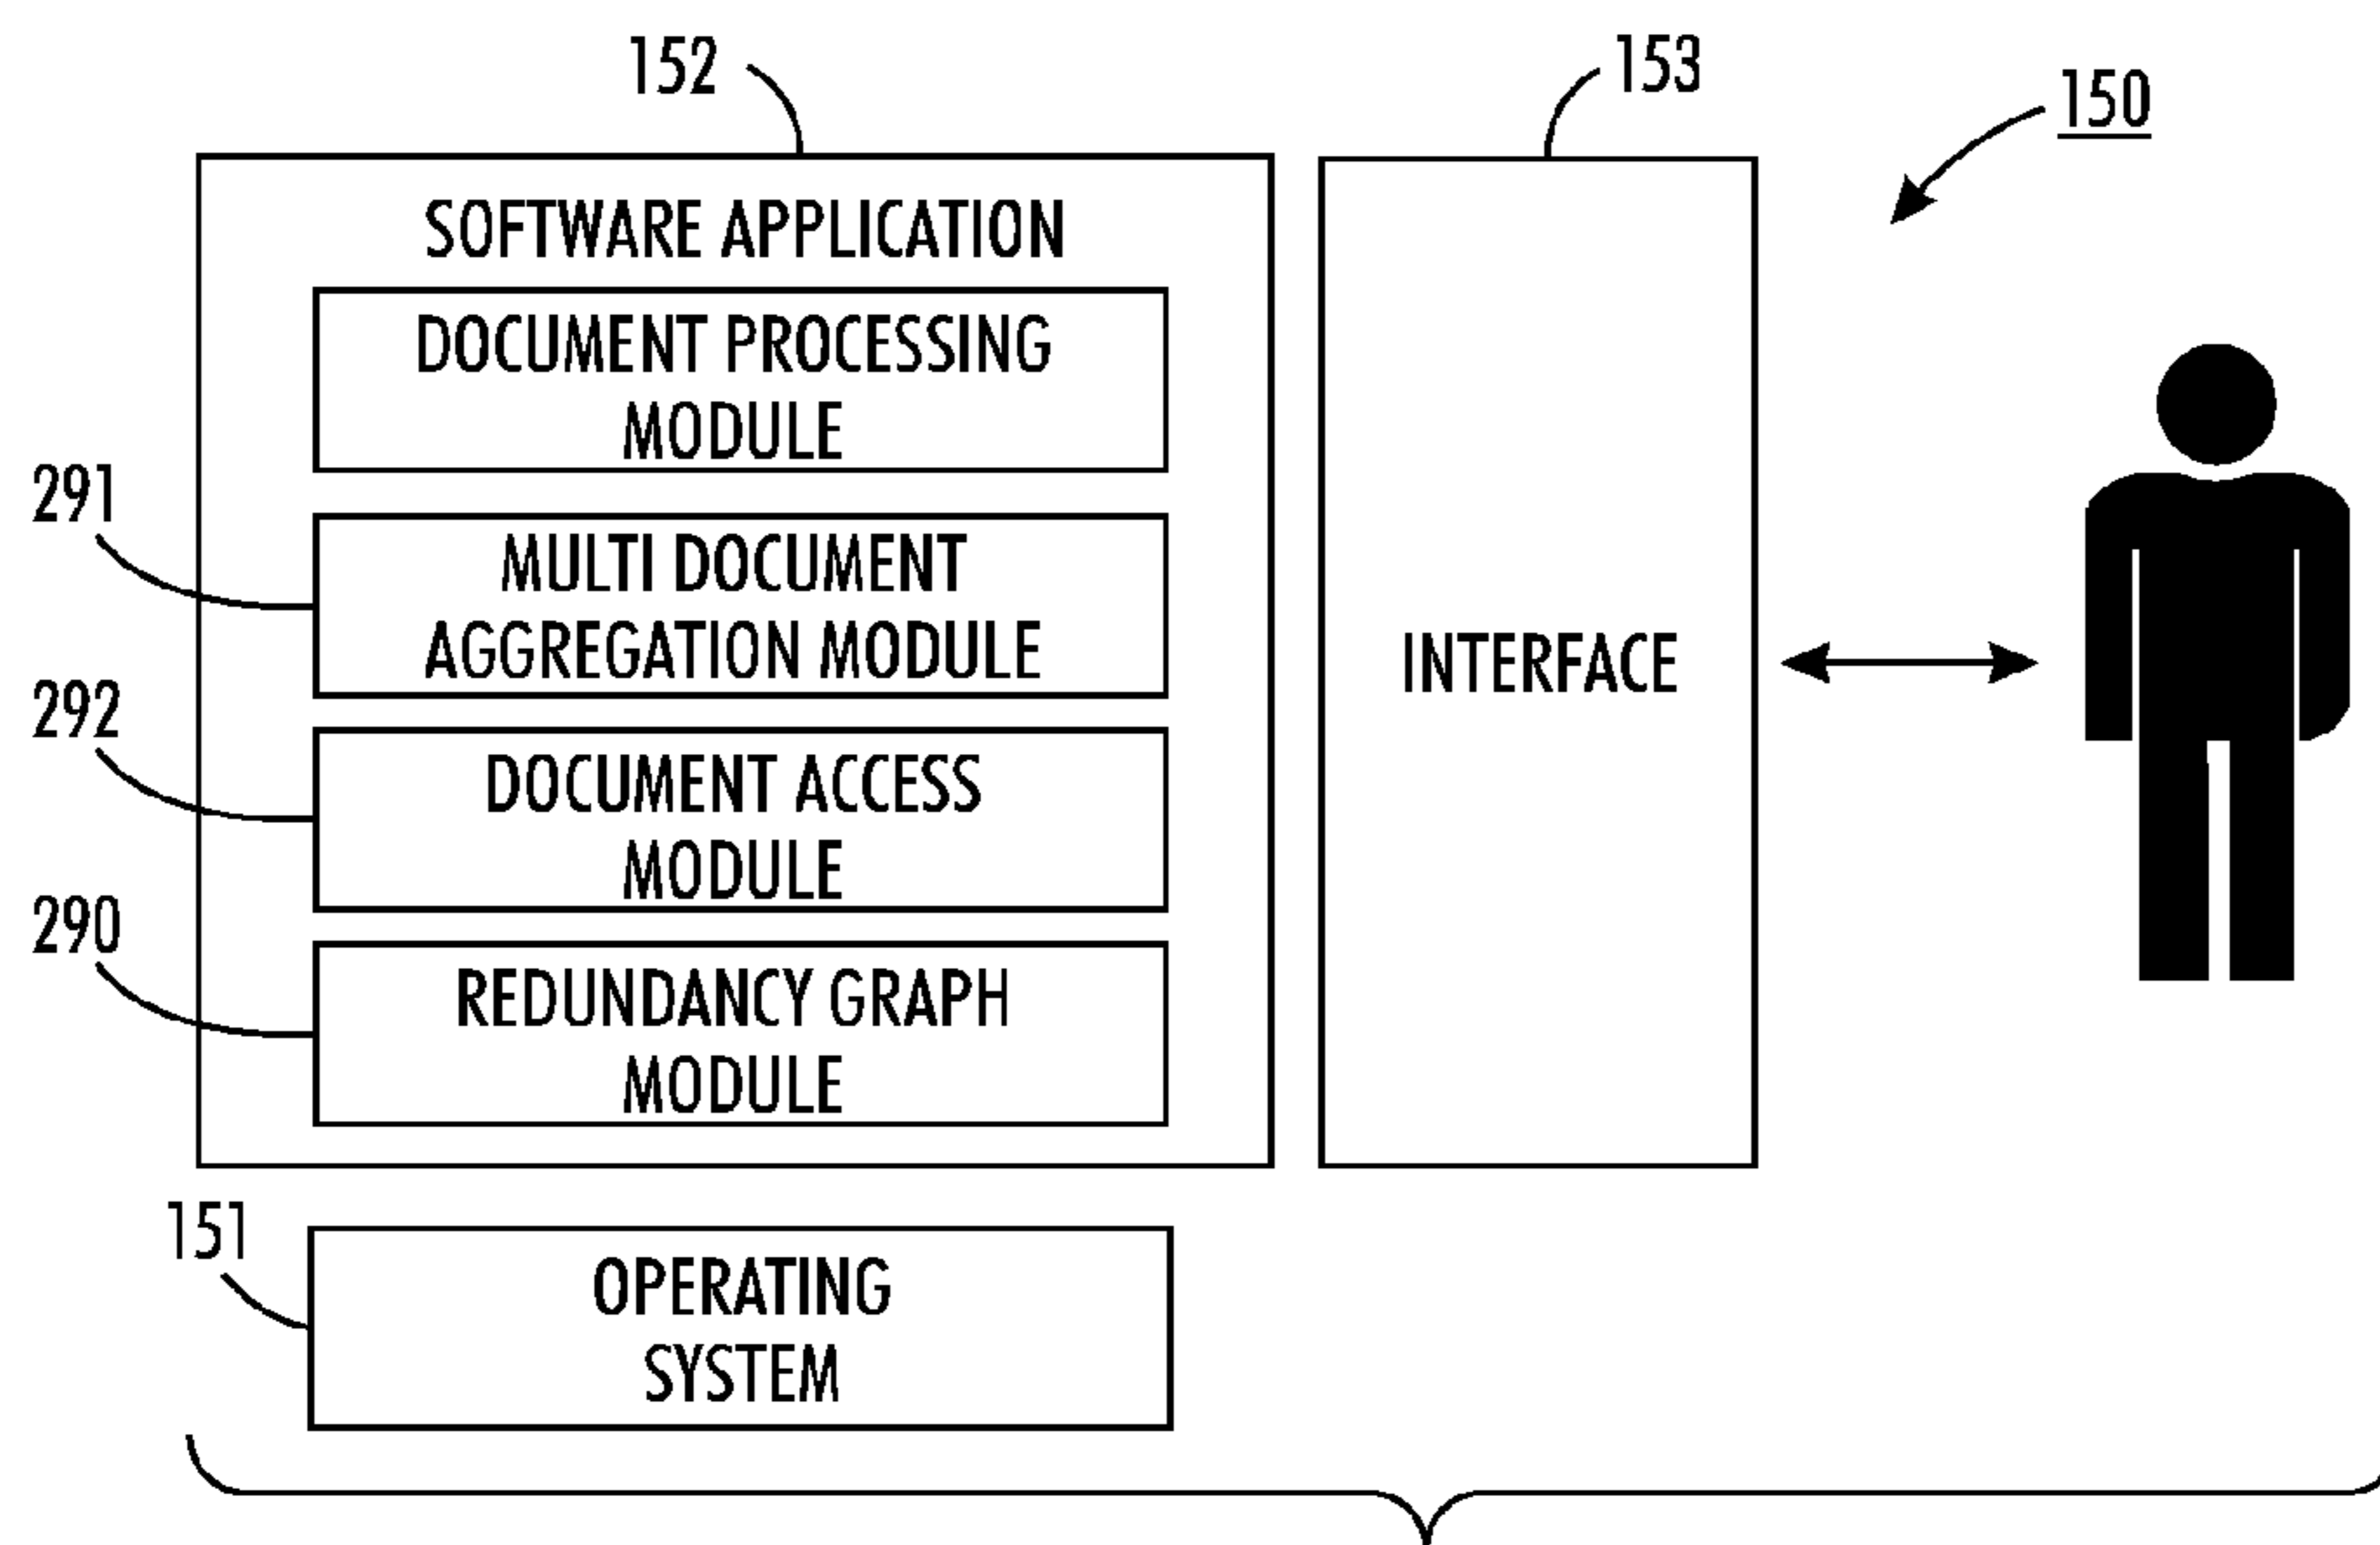 152
153
150
SOFTWARE APPLICATION
DOCUMENT PROCESSING
MODULE
291
MULTI DOCUMENT
AGGREGATION MODULE
INTERFACE
292
DOCUMENT ACCESS
MODULE
290
REDUNDANCY GRAPH
MODULE
151
OPERATING
SYSTEM